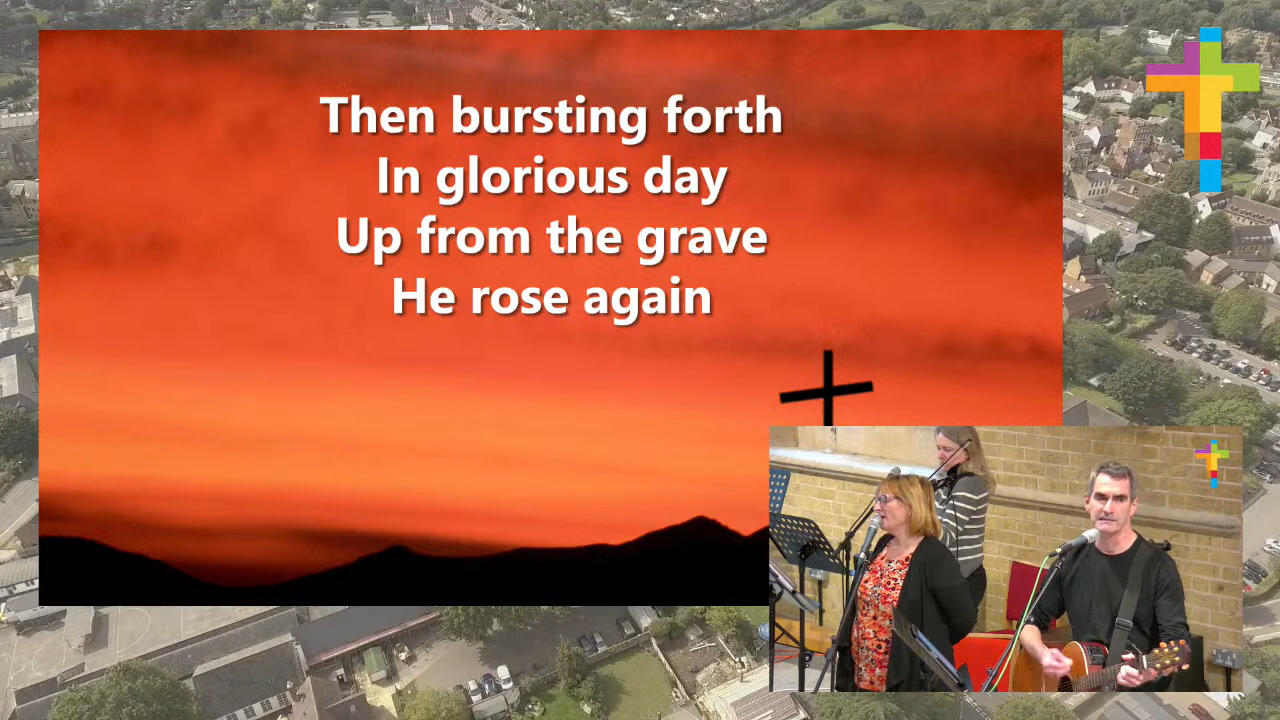 Then bursting forth
In glorious day
Up from the grave
He rose again